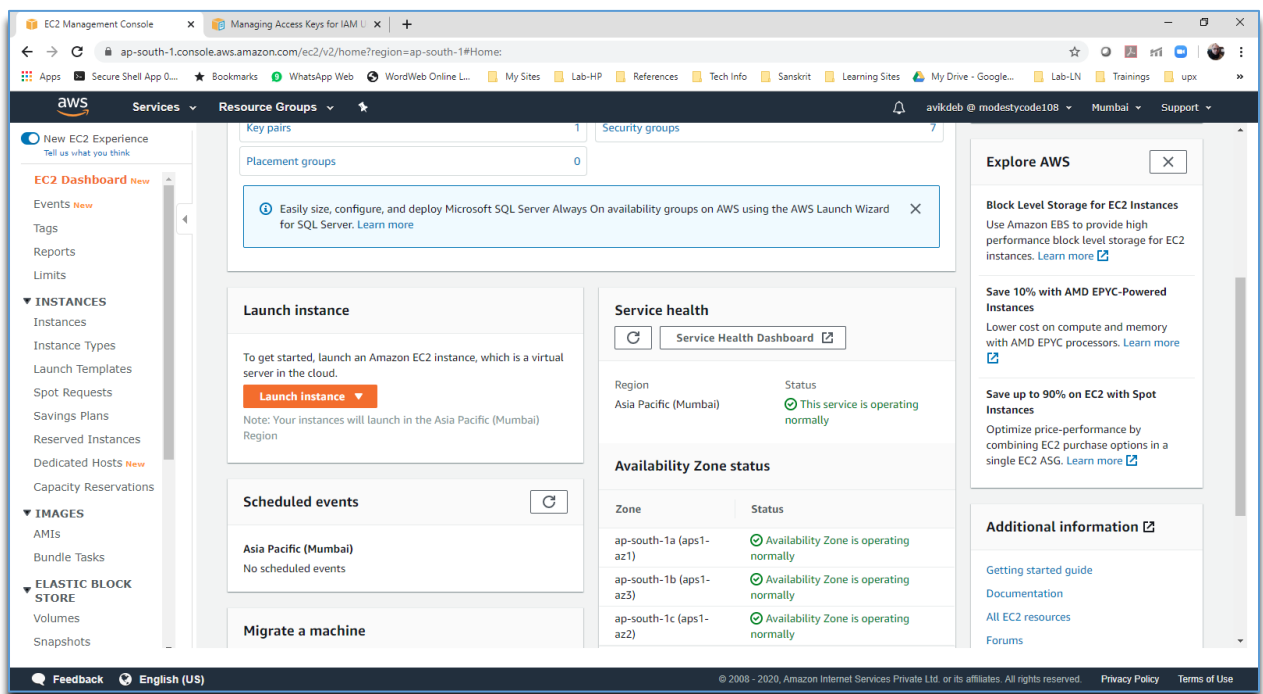 EC2 Management Console
Managing Access Keys for IAM U
ap-south-1.console.aws.amazon.com/ec2/v2/home?region=ap-south-1#Home:
Apps Secure Shell App 0.... Bookmarks WhatsApp Web WordWeb Online L... My Sites Lab-HP References Tech Info Sanskrit Learning Sites My Drive - Google... Lab-LN Trainings upx »
aws Services Resource Groups avikdeb @ modestycode108 Mumbai Support
New EC2 Experience
Tell us what you think
EC2 Dashboard New
Events New
Tags
Reports
Limits
INSTANCES
Instances
Instance Types
Launch Templates
Spot Requests
Savings Plans
Reserved Instances
Dedicated Hosts New
Capacity Reservations
IMAGES
AMIs
Bundle Tasks
ELASTIC BLOCK
STORE
Volumes
Snapshots
Key pairs 1 Security groups 7
Placement groups 0
Easily size, configure, and deploy Microsoft SQL Server Always On availability groups on AWS using the AWS Launch Wizard
for SQL Server. Learn more
Launch instance
To get started, launch an Amazon EC2 instance, which is a virtual
server in the cloud.
Launch instance
Note: Your instances will launch in the Asia Pacific (Mumbai)
Region
Scheduled events
Asia Pacific (Mumbai)
No scheduled events
Migrate a machine
Service health
Service Health Dashboard
Region Status
Asia Pacific (Mumbai) This service is operating
normally
Availability Zone status
Zone Status
ap-south-1a (aps1- Availability Zone is operating
az1) normally
ap-south-1b (aps1- Availability Zone is operating
az3) normally
ap-south-1c (aps1- Availability Zone is operating
az2) normally
Explore AWS
Block Level Storage for EC2 Instances
Use Amazon EBS to provide high
performance block level storage for EC2
instances. Learn more
Save 10% with AMD EPYC-Powered
Instances
Lower cost on compute and memory
with AMD EPYC processors. Learn more
Save up to 90% on EC2 with Spot
Instances
Optimize price-performance by
combining EC2 purchase options in a
single EC2 ASG. Learn more
Additional information
Getting started guide
Documentation
All EC2 resources
Forums
Feedback English (US) © 2008 - 2020, Amazon Internet Services Private Ltd. or its affiliates. All rights reserved. Privacy Policy Terms of Use